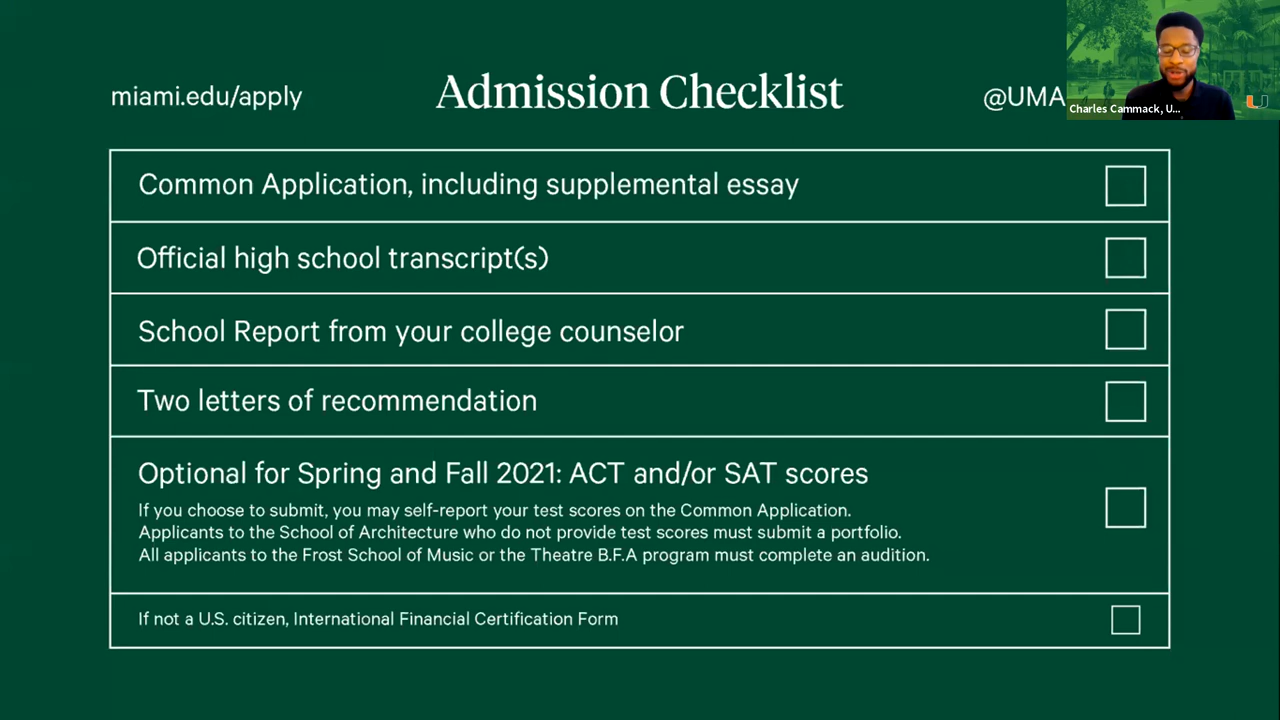 miami.edu/apply
Admission Checklist
@UMA
Charles Cammack, U...
Common Application, including supplemental essay
Official high school transcript(s)
School Report from your college counselor
Two letters of recommendation
Optional for Spring and Fall 2021: ACT and/or SAT scores
If you choose to submit, you may self-report your test scores on the Common Application.
Applicants to the School of Architecture who do not provide test scores must submit a portfolio.
All applicants to the Frost School of Music or the Theatre B.F.A program must complete an audition.
If not a U.S. citizen, International Financial Certification Form